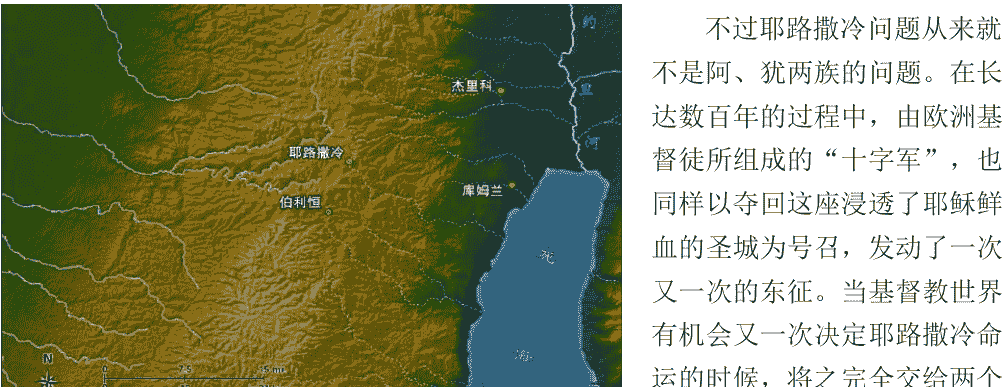 约
杰里科
里
河
耶路撒冷
库姆兰
伯利恒
死
海
N
0 7.5 15 mi
不过耶路撒冷问题从来就
不是阿、犹两族的问题。在长
达数百年的过程中，由欧洲基
督徒所组成的“十字军”，也
同样以夺回这座浸透了耶稣鲜
血的圣城为号召，发动了一次
又一次的东征。当基督教世界
有机会又一次决定耶路撒冷命
运的时候，将之完全交给两个